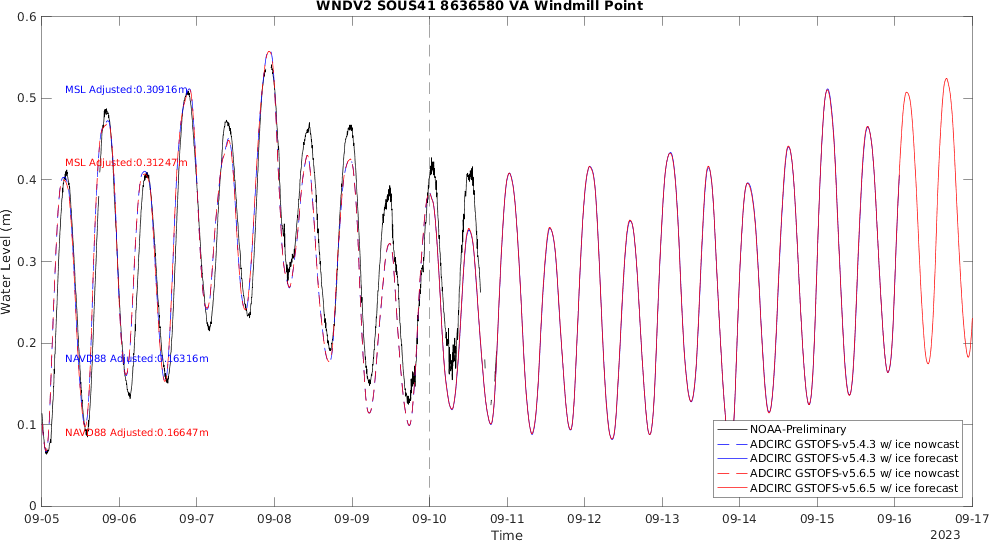 WNDV2 SOUS41 8636580 VA Windmill Point
0.6
0.5
0.4
0.3
0.2
0.1
0
Water Level (m)
MSL Adjusted:0.30916m
MSL Adjusted:0.31247m
NAVD88 Adjusted:0.16316m
NAVD88 Adjusted:0.16647m
NOAA-Preliminary
ADCIRC GSTOFS-v5.4.3 w/ ice nowcast
ADCIRC GSTOFS-v5.4.3 w/ ice forecast
ADCIRC GSTOFS-v5.6.5 w/ ice nowcast
ADCIRC GSTOFS-v5.6.5 w/ ice forecast
09-05 09-06 09-07 09-08 09-09 09-10 09-11 09-12 09-13 09-14 09-15 09-16 09-17
Time
2023